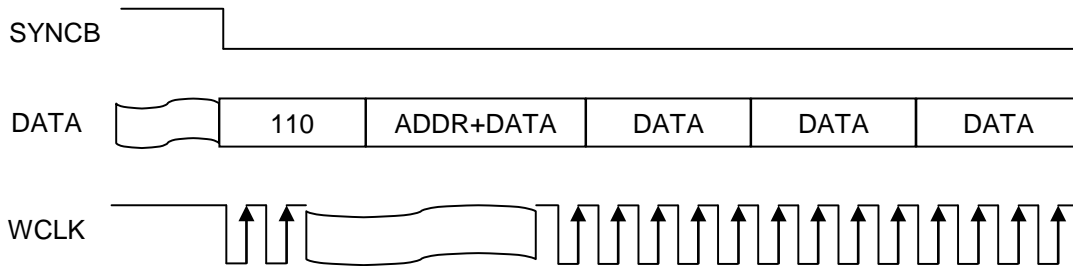 SYNCB
DATA 110 ADDR+DATA DATA DATA DATA
WCLK